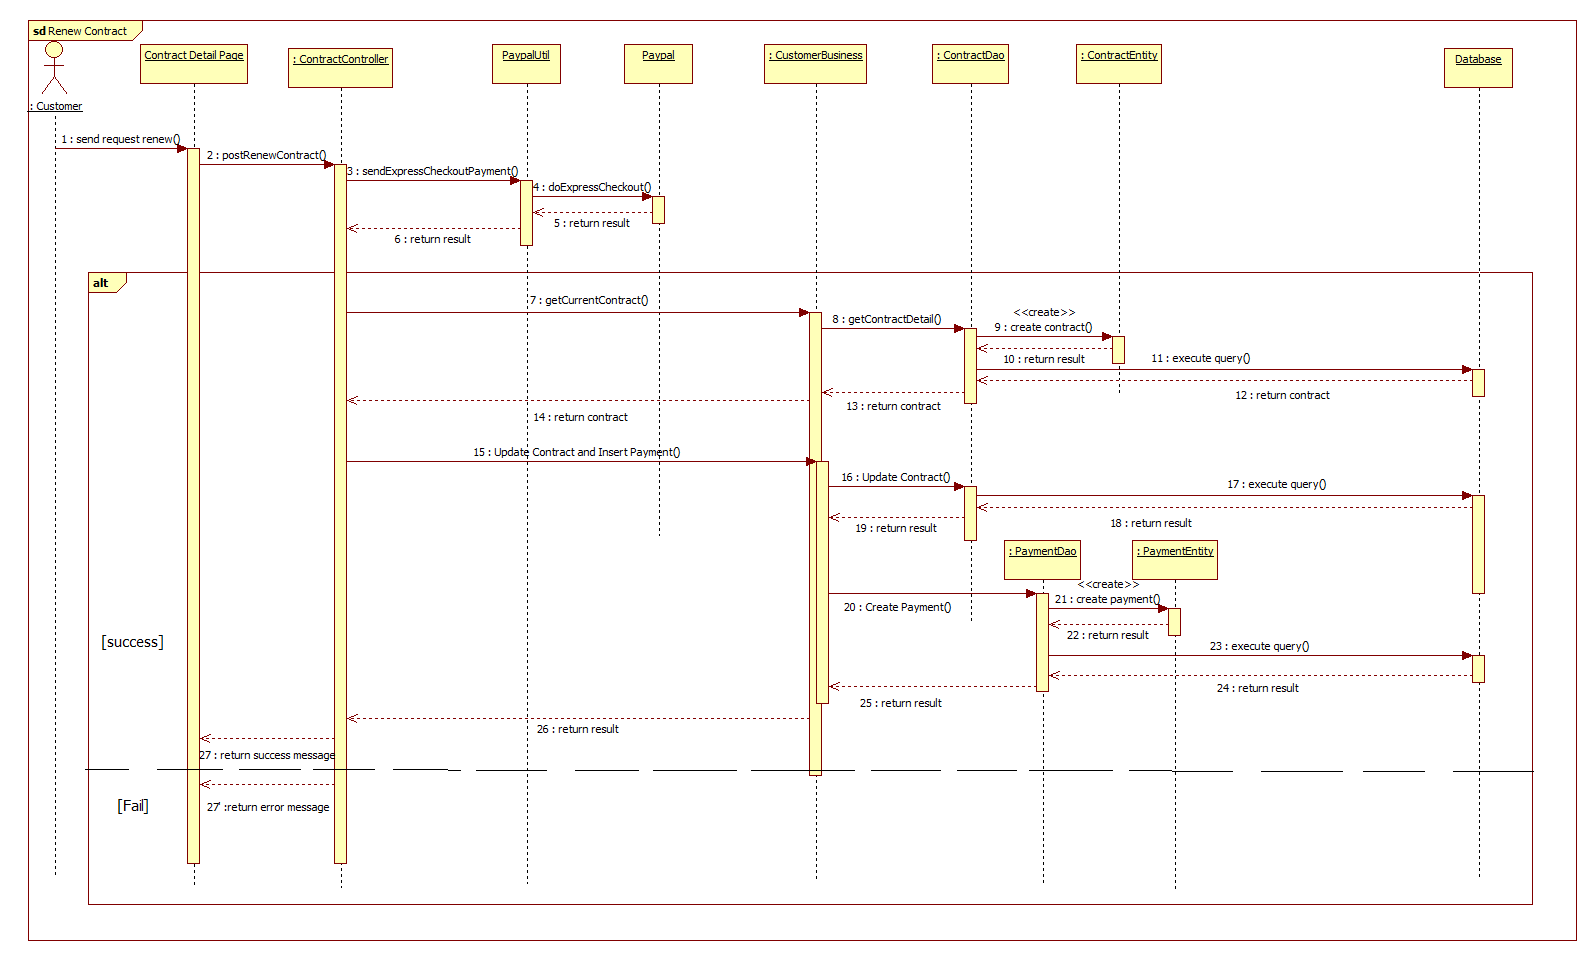 sd Renew Contract
Contract Detail Page
: ContractController
PaypalUtil
Paypal
: CustomerBusiness
: ContractDao
: ContractEntity
Database
: Customer
1 : send request renew()
2 : postRenewContract()
3 : sendExpressCheckoutPayment()
4 : doExpressCheckout()
5 : return result
6 : return result
alt
7 : getCurrentContract()
8 : getContractDetail()
<<create>>
9 : create contract()
10 : return result
11 : execute query()
12 : return contract
13 : return contract
14 : return contract
15 : Update Contract and Insert Payment()
16 : Update Contract()
17 : execute query()
18 : return result
19 : return result
: PaymentDao
: PaymentEntity
<<create>>
20 : Create Payment()
21 : create payment()
22 : return result
[success]
23 : execute query()
24 : return result
25 : return result
26 : return result
27 : return success message
[Fail]
27' :return error message